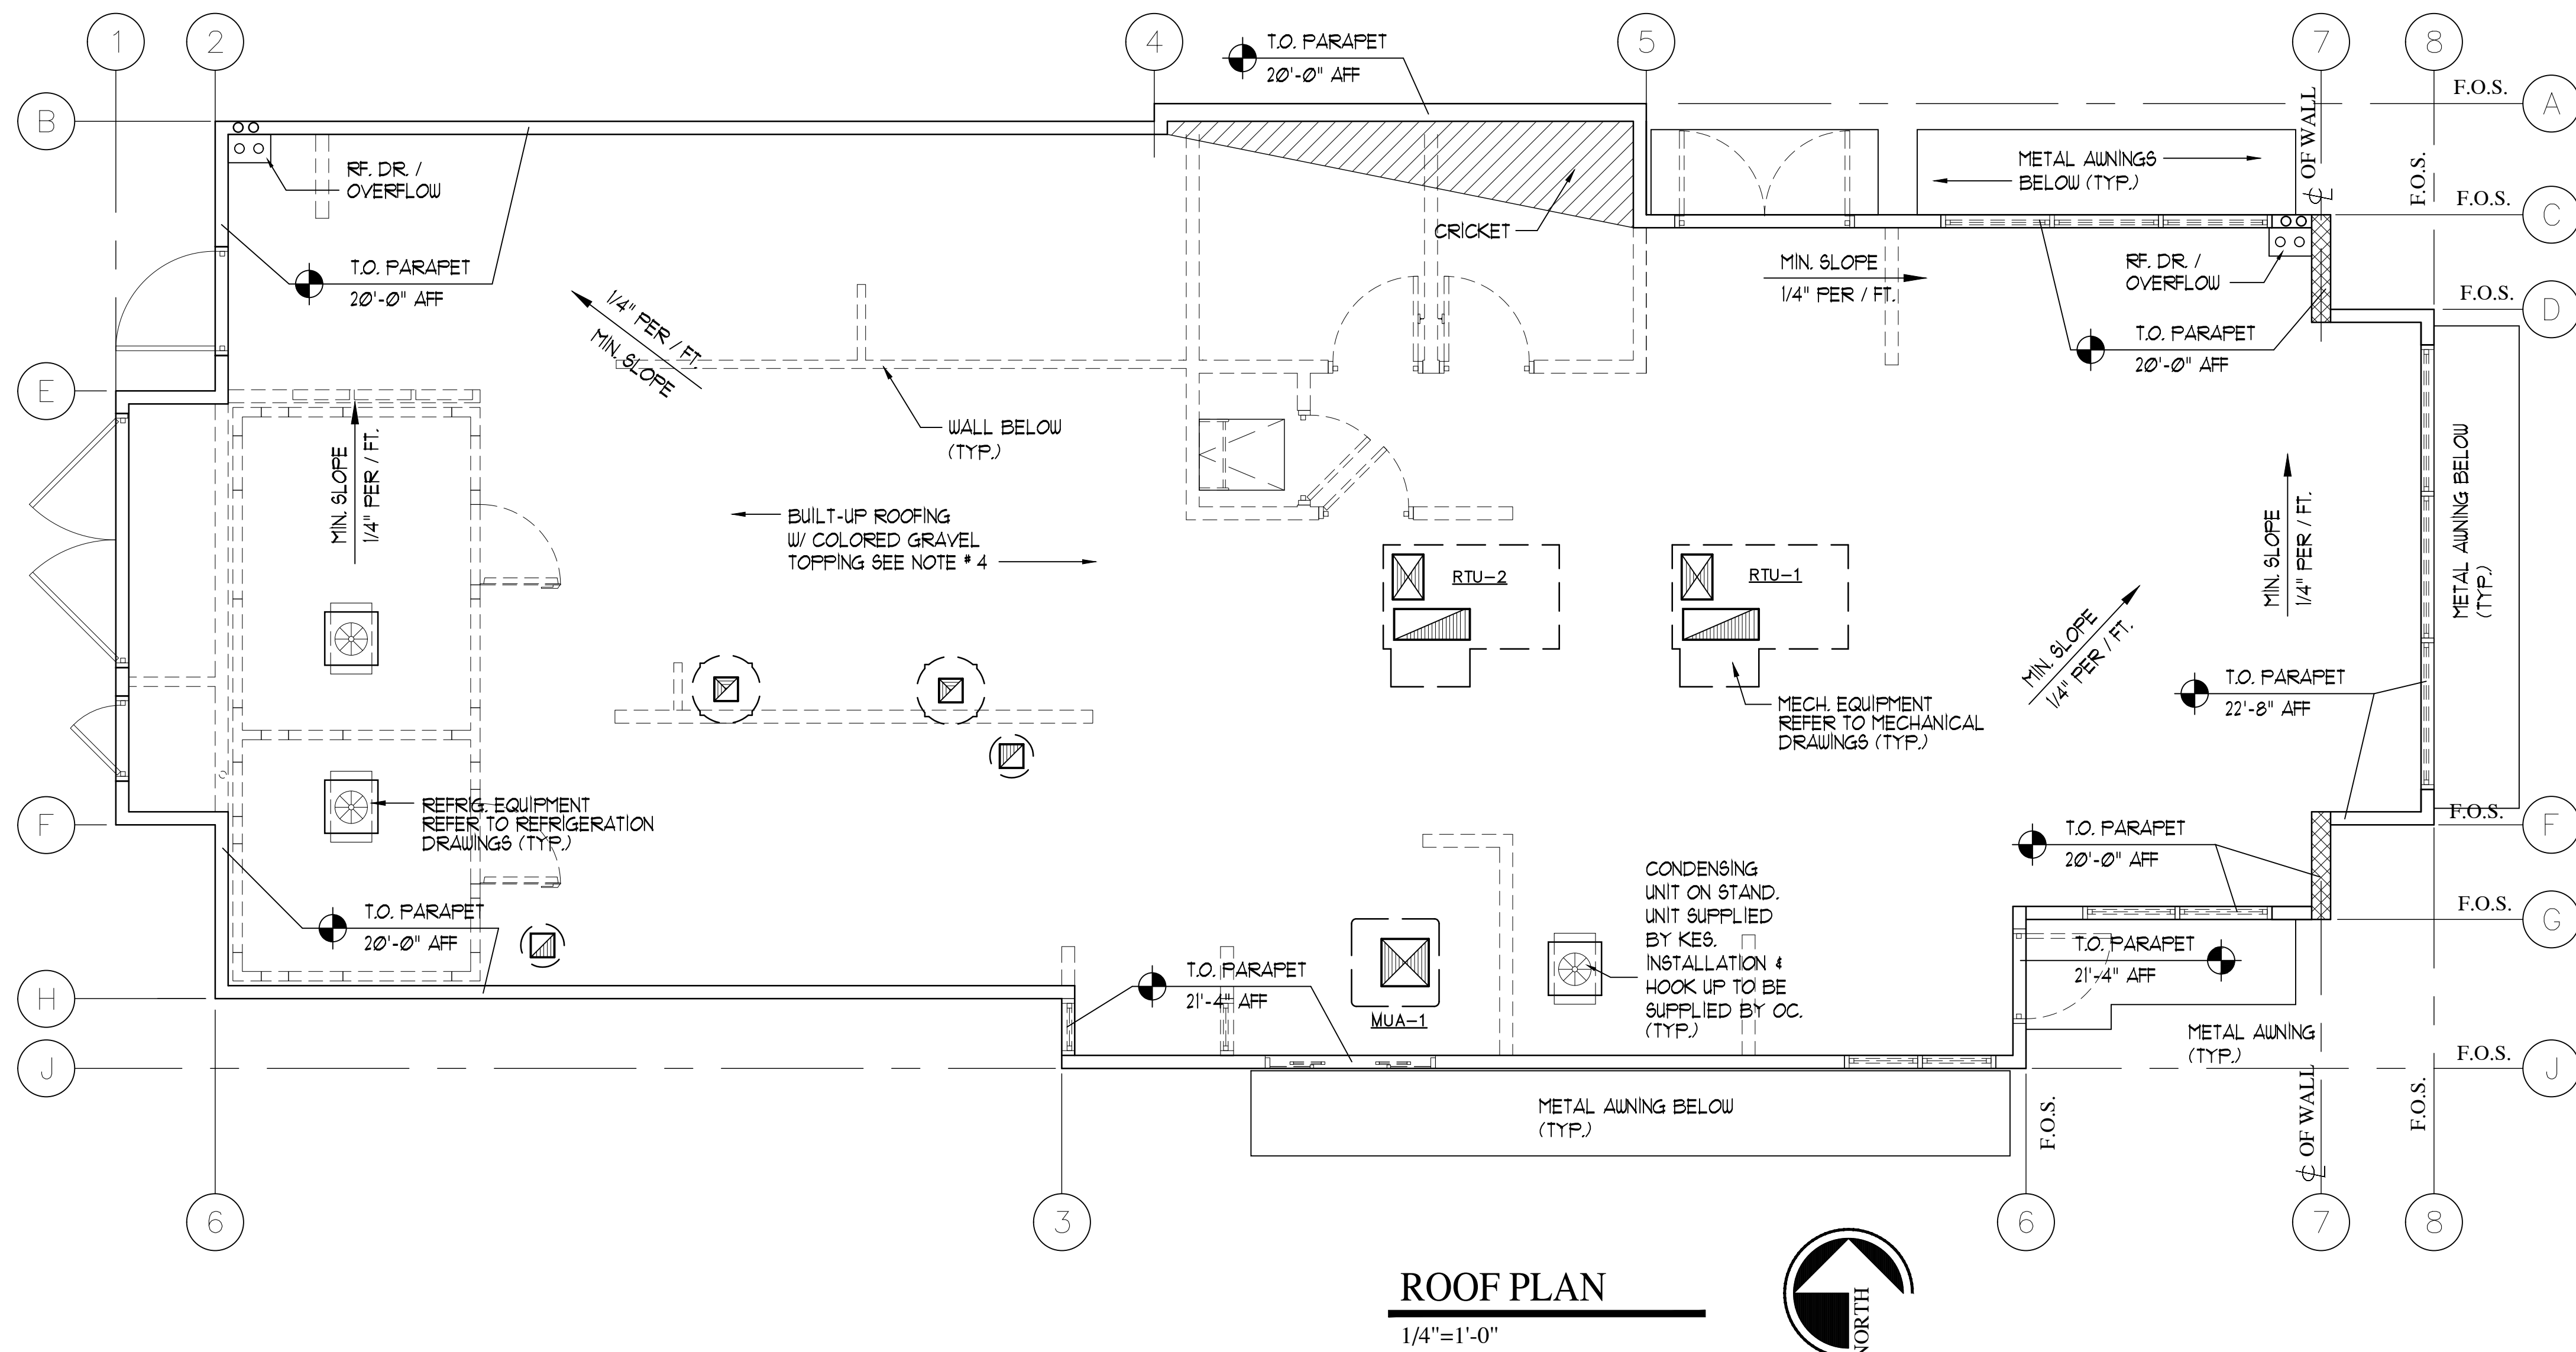 1
2
4
5
7
8
T.O. PARAPET
20'-0" AFF
F.O.S.
A
B
RF. DR. /
OVERFLOW
METAL AWNINGS
BELOW (TYP.)
℄ OF WALL
F.O.S.
F.O.S.
C
CRICKET
T.O. PARAPET
20'-0" AFF
MIN. SLOPE
1/4" PER / FT.
RF. DR. /
OVERFLOW
F.O.S.
D
1/4" PER / FT.
MIN. SLOPE
T.O. PARAPET
20'-0" AFF
E
WALL BELOW
(TYP.)
MIN. SLOPE
1/4" PER / FT.
BUILT-UP ROOFING
W/ COLORED GRAVEL
TOPPING SEE NOTE # 4
RTU-2
RTU-1
MIN. SLOPE
1/4" PER / FT.
METAL AWNING BELOW
(TYP.)
MIN. SLOPE
1/4" PER / FT.
T.O. PARAPET
22'-8" AFF
MECH. EQUIPMENT
REFER TO MECHANICAL
DRAWINGS (TYP.)
REFRIG. EQUIPMENT
REFER TO REFRIGERATION
DRAWINGS (TYP.)
F
T.O. PARAPET
20'-0" AFF
F.O.S.
F
CONDENSING
UNIT ON STAND.
UNIT SUPPLIED
BY KES.
INSTALLATION &
HOOK UP TO BE
SUPPLIED BY OC.
(TYP.)
T.O. PARAPET
20'-0" AFF
F.O.S.
G
T.O. PARAPET
21'-4" AFF
T.O. PARAPET
21'-4" AFF
H
MUA-1
METAL AWNING
(TYP.)
F.O.S.
J
J
METAL AWNING BELOW
(TYP.)
F.O.S.
℄ OF WALL
F.O.S.
6
3
6
7
8
ROOF PLAN
1/4"=1'-0"
NORTH